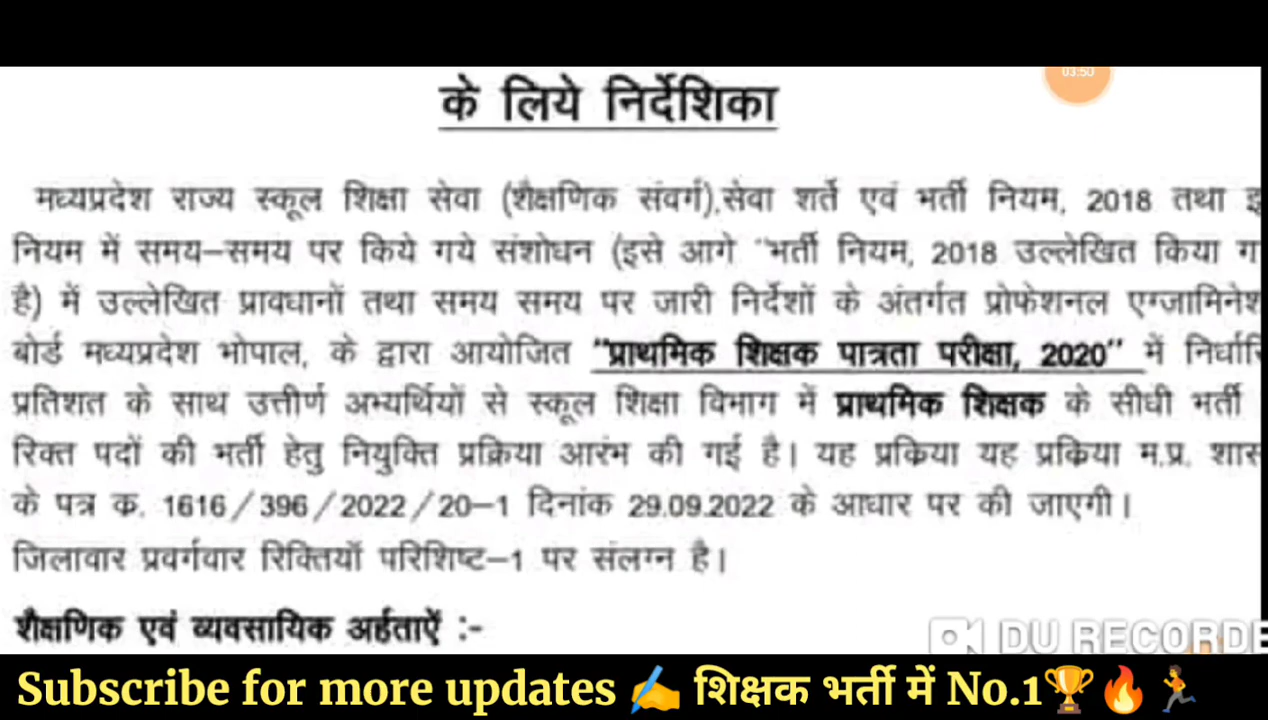 03:50
के लिये निर्देशिका
मध्यप्रदेश राज्य स्कूल शिक्षा सेवा (शैक्षणिक संवर्ग),सेवा शर्ते एवं भर्ती नियम, 2018 तथा इ
नियम में समय–समय पर किये गये संशोधन (इसे आगे "भर्ती नियम, 2018 उल्लेखित किया ग
है) में उल्लेखित प्रावधानों तथा समय समय पर जारी निर्देशों के अंतर्गत प्रोफेशनल एग्जामिनेश
बोर्ड मध्यप्रदेश भोपाल, के द्वारा आयोजित "प्राथमिक शिक्षक पात्रता परीक्षा, 2020" में निर्धारि
प्रतिशत के साथ उत्तीर्ण अभ्यर्थियों से स्कूल शिक्षा विभाग में प्राथमिक शिक्षक के सीधी भर्ती
रिक्त पदों की भर्ती हेतु नियुक्ति प्रक्रिया आरंभ की गई है। यह प्रक्रिया यह प्रक्रिया म.प्र. शास
के पत्र क्र. 1616/396/2022/20–1 दिनांक 29.09.2022 के आधार पर की जाएगी।
जिलावार प्रवर्गवार रिक्तियाँ परिशिष्ट–1 पर संलग्न है।
शैक्षणिक एवं व्यवसायिक अर्हताऐं :-
DU RECORDE
Subscribe for more updates ✍️ शिक्षक भर्ती में No.1🏆🔥🏃